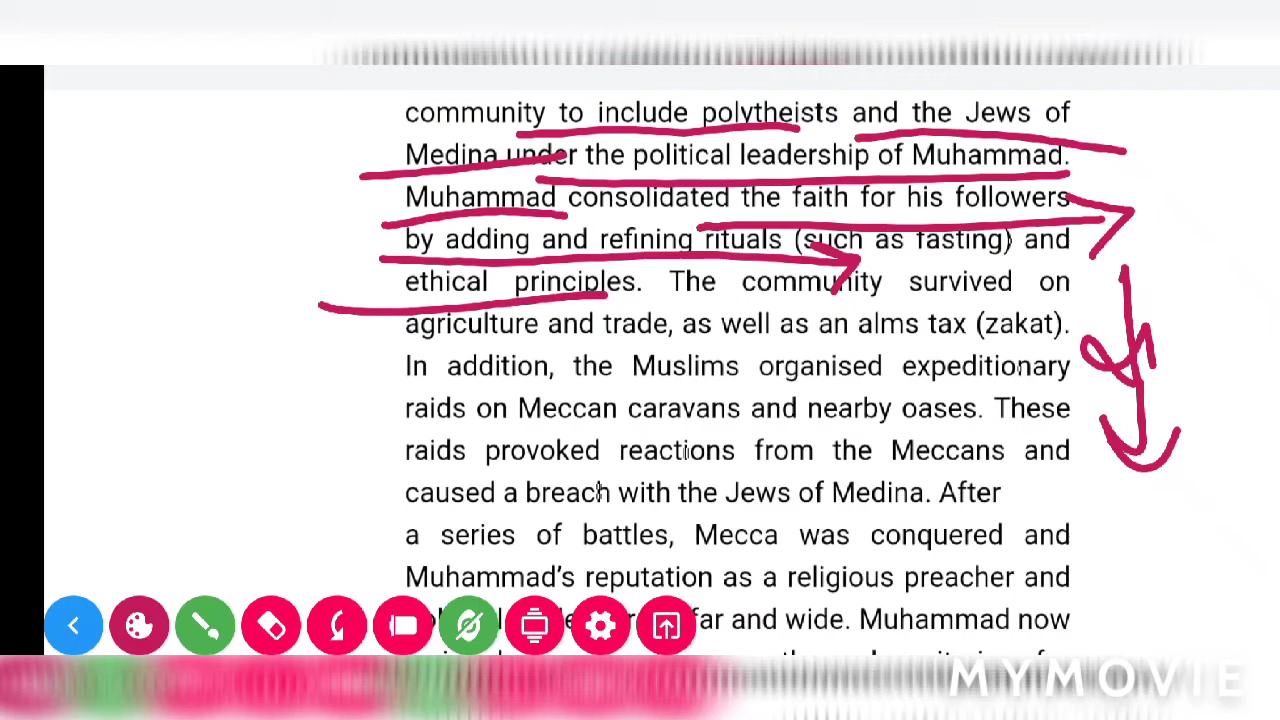 community to include polytheists and the Jews of
Medina under the political leadership of Muhammad.
Muhammad consolidated the faith for his followers
by adding and refining rituals (such as fasting) and
ethical principles. The community survived on
agriculture and trade, as well as an alms tax (zakat).
In addition, the Muslims organised expeditionary
raids on Meccan caravans and nearby oases. These
raids provoked reactions from the Meccans and
caused a breach with the Jews of Medina. After
a series of battles, Mecca was conquered and
Muhammad's reputation as a religious preacher and
far and wide. Muhammad now
MYMOVIE